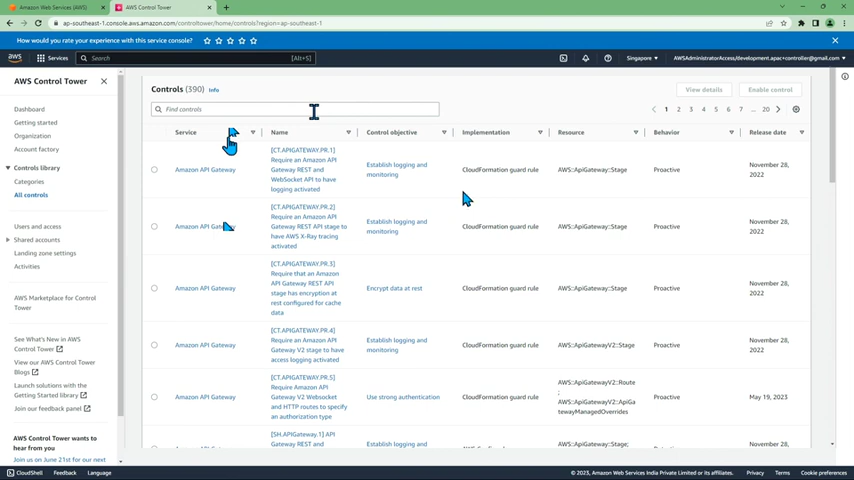 Amazon Web Services (AWS)
AWS Control Tower
ap-southeast-1.console.aws.amazon.com/controltower/home/controls?region=ap-southeast-1
How would you rate your experience with this service console?
aws
Services
Search
[Alt+S]
Singapore
AWSAdministratorAccess/development.apac+controller@gmail.com
AWS Control Tower
Dashboard
Getting started
Organization
Account factory
Controls library
Categories
All controls
Users and access
Shared accounts
Landing zone settings
Activities
AWS Marketplace for Control
Tower
See What's New in AWS
Control Tower
View our AWS Control Tower
Blogs
Launch solutions with the
Getting Started library
Join our feedback panel
AWS Control Tower wants to
hear from you
Join us on June 21st for our next
Controls (390)
Info
View details
Enable control
Find controls
1 2 3 4 5 6 7 ... 20
Service
Name
Control objective
Implementation
Resource
Behavior
Release date
Amazon API Gateway
[CT.APIGATEWAY.PR.1]
Require an Amazon API
Gateway REST and
WebSocket API to have
logging activated
Establish logging and
monitoring
CloudFormation guard rule
AWS::ApiGateway::Stage
Proactive
November 28,
2022
Amazon API Gateway
[CT.APIGATEWAY.PR.2]
Require an Amazon API
Gateway REST API stage to
have AWS X-Ray tracing
activated
Establish logging and
monitoring
CloudFormation guard rule
AWS::ApiGateway::Stage
Proactive
November 28,
2022
Amazon API Gateway
[CT.APIGATEWAY.PR.3]
Require that an Amazon
API Gateway REST API
stage has encryption at
rest configured for cache
data
Encrypt data at rest
CloudFormation guard rule
AWS::ApiGateway::Stage
Proactive
November 28,
2022
Amazon API Gateway
[CT.APIGATEWAY.PR.4]
Require an Amazon API
Gateway V2 stage to have
access logging activated
Establish logging and
monitoring
CloudFormation guard rule
AWS::ApiGatewayV2::Stage
Proactive
November 28,
2022
Amazon API Gateway
[CT.APIGATEWAY.PR.5]
Require Amazon API
Gateway V2 Websocket
and HTTP routes to specify
an authorization type
Use strong authentication
CloudFormation guard rule
AWS::ApiGatewayV2::Route
;
AWS::ApiGatewayV2::ApiGa
tewayManagedOverrides
Proactive
May 19, 2023
[SH.APIGateway.1] API
Gateway REST and
Establish logging and
AWS::ApiGateway::Stage;
November 28,
CloudShell
Feedback
Language
© 2023, Amazon Web Services India Private Limited or its affiliates.
Privacy
Terms
Cookie preferences